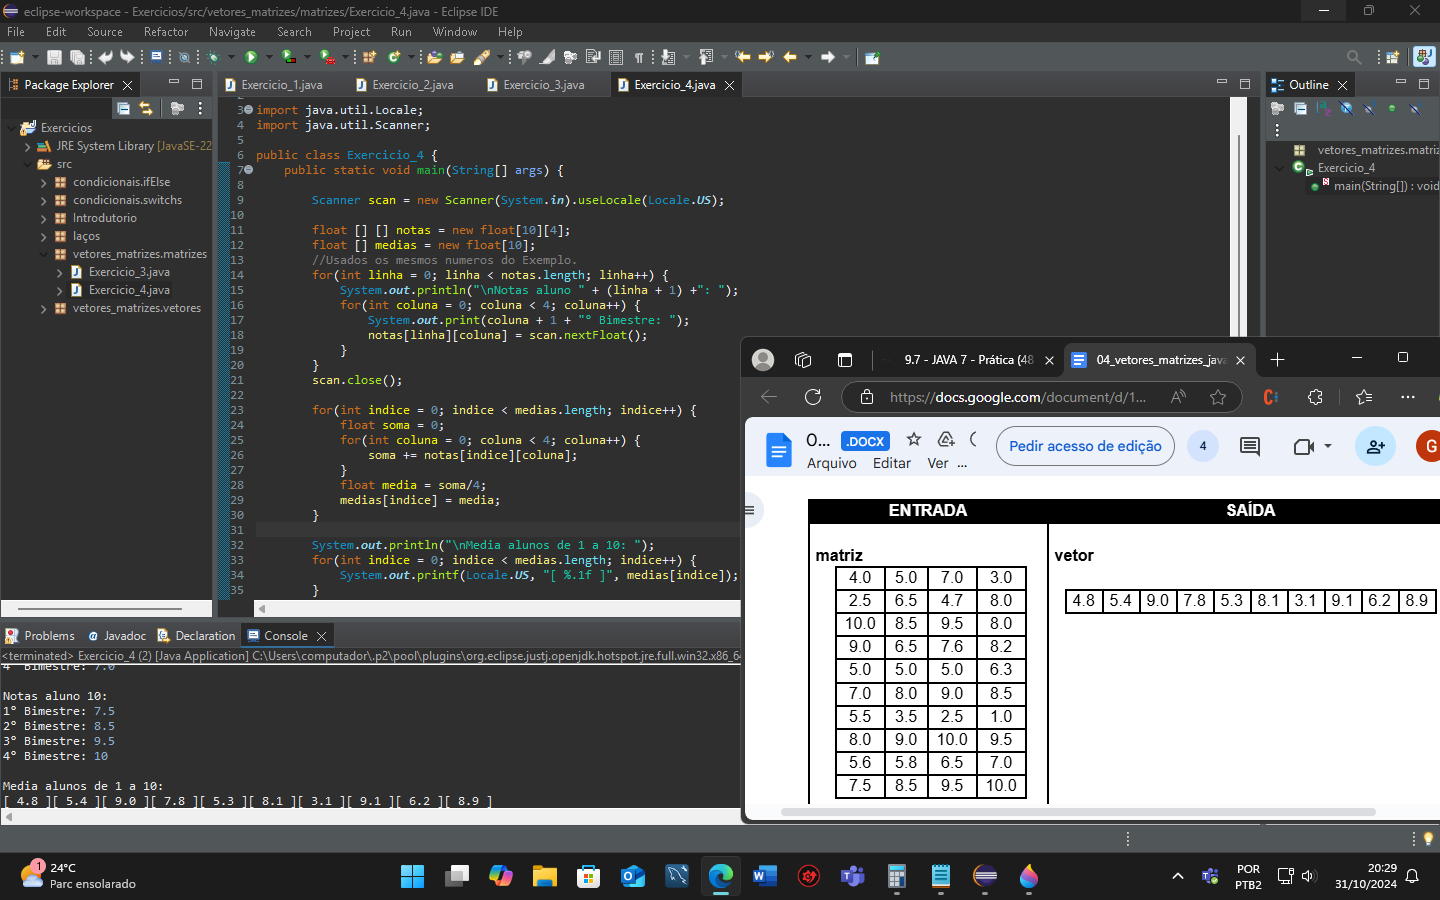 eclipse-workspace - Exercicios/src/vetores_matrizes/matrizes/Exercicio_4.java - Eclipse IDE
File Edit Source Refactor Navigate Search Project Run Window Help
Package Explorer
Exercicio_1.java
Exercicio_2.java
Exercicio_3.java
Exercicio_4.java
Outline
Exercicios
JRE System Library [JavaSE-22
src
condicionais.ifElse
condicionais.switchs
Introdutorio
laços
vetores_matrizes.matrizes
Exercicio_3.java
Exercicio_4.java
vetores_matrizes.vetores
3 import java.util.Locale;
4 import java.util.Scanner;
5
6 public class Exercicio_4 {
7 public static void main(String[] args) {
8
9 Scanner scan = new Scanner(System.in).useLocale(Locale.US);
10
11 float [] [] notas = new float[10][4];
12 float [] medias = new float[10];
13 //Usados os mesmos numeros do Exemplo.
14 for(int linha = 0; linha < notas.length; linha++) {
15 System.out.println("\nNotas aluno " + (linha + 1) +": ");
16 for(int coluna = 0; coluna < 4; coluna++) {
17 System.out.print(coluna + 1 + "° Bimestre: ");
18 notas[linha][coluna] = scan.nextFloat();
19 }
20 }
21 scan.close();
22
23 for(int indice = 0; indice < medias.length; indice++) {
24 float soma = 0;
25 for(int coluna = 0; coluna < 4; coluna++) {
26 soma += notas[indice][coluna];
27 }
28 float media = soma/4;
29 medias[indice] = media;
30 }
31
32 System.out.println("\nMedia alunos de 1 a 10: ");
33 for(int indice = 0; indice < medias.length; indice++) {
34 System.out.printf(Locale.US, "[ %.1f ]", medias[indice]);
35 }
vetores_matrizes.matriz
Exercicio_4
main(String[]) : void
Problems Javadoc Declaration Console
<terminated> Exercicio_4 (2) [Java Application] C:\Users\computador\.p2\pool\plugins\org.eclipse.justj.openjdk.hotspot.jre.full.win32.x86_64
4° Bimestre: 7.0
Notas aluno 10:
1° Bimestre: 7.5
2° Bimestre: 8.5
3° Bimestre: 9.5
4° Bimestre: 10
Media alunos de 1 a 10:
[ 4.8 ][ 5.4 ][ 9.0 ][ 7.8 ][ 5.3 ][ 8.1 ][ 3.1 ][ 9.1 ][ 6.2 ][ 8.9 ]
9.7 - JAVA 7 - Prática (48
04_vetores_matrizes_java
https://docs.google.com/document/d/1...
O... .DOCX
Arquivo Editar Ver ...
Pedir acesso de edição
4
G
ENTRADA SAÍDA
matriz
4.0 5.0 7.0 3.0
2.5 6.5 4.7 8.0
10.0 8.5 9.5 8.0
9.0 6.5 7.6 8.2
5.0 5.0 5.0 6.3
7.0 8.0 9.0 8.5
5.5 3.5 2.5 1.0
8.0 9.0 10.0 9.5
5.6 5.8 6.5 7.0
7.5 8.5 9.5 10.0
vetor
4.8 5.4 9.0 7.8 5.3 8.1 3.1 9.1 6.2 8.9
1
24°C
Parc ensolarado
POR
PTB2
20:29
31/10/2024